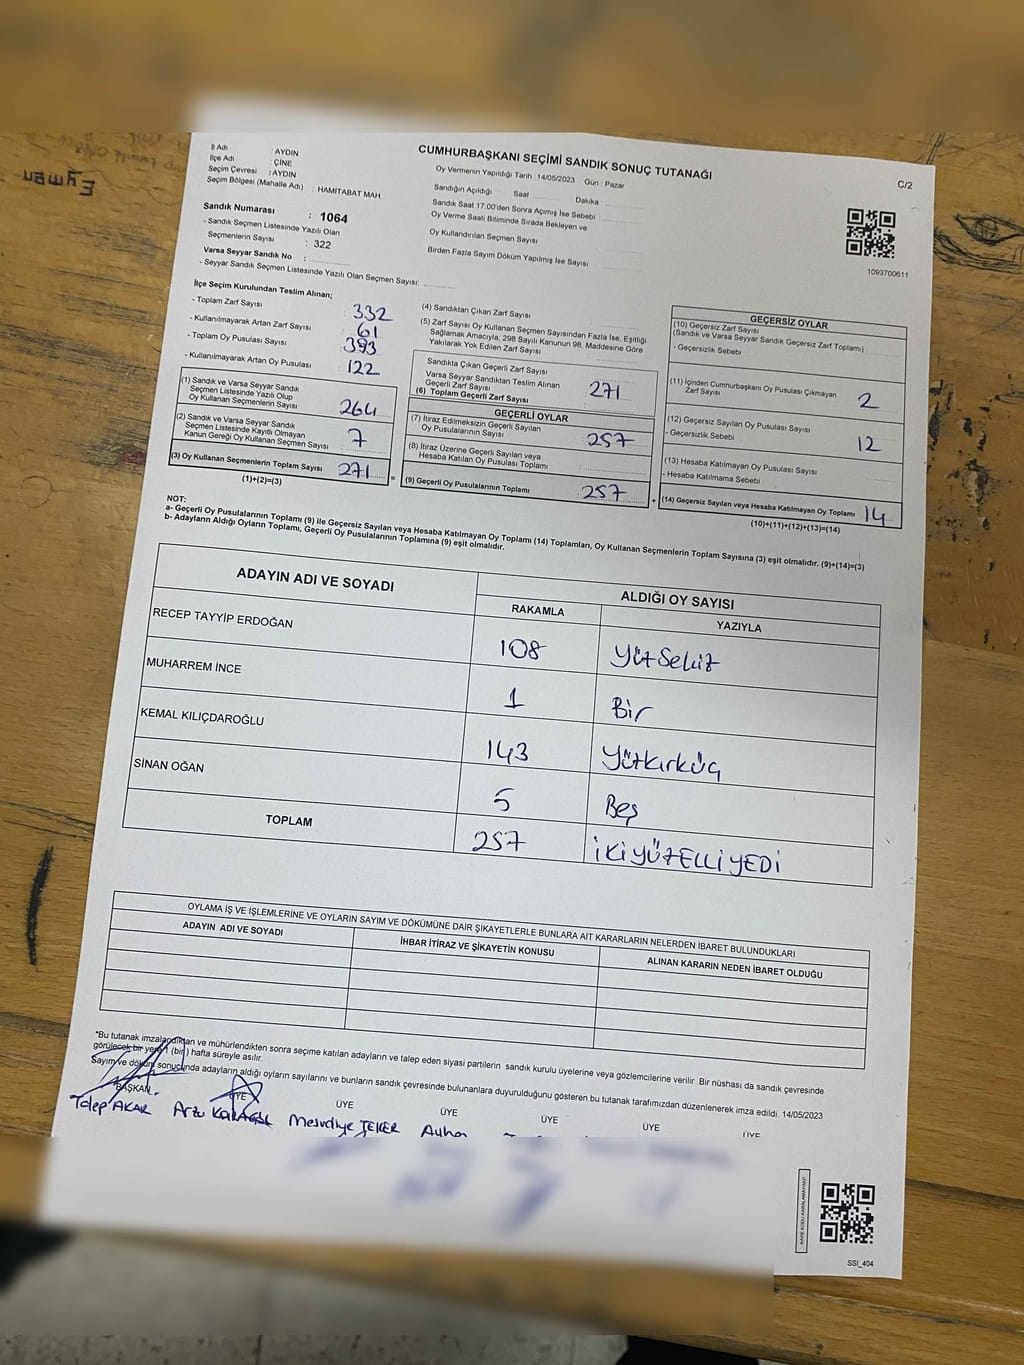 Eyman
CUMHURBAŞKANI SEÇİMİ SANDIK SONUÇ TUTANAĞI
C/2
İl Adı : AYDIN
İlçe Adı : ÇİNE
Seçim Çevresi : AYDIN
Seçim Bölgesi (Mahalle Adı) : HAMITABAT MAH
Sandık Numarası : 1064
- Sandık Seçmen Listesinde Yazılı Olan
Seçmenlerin Sayısı : 322
Varsa Seyyar Sandık No :
- Seyyar Sandık Seçmen Listesinde Yazılı Olan Seçmen Sayısı:
Oy Vermenin Yapıldığı Tarih :14/05/2023 Gün : Pazar
Sandığın Açıldığı Saat Dakika
Sandık Saat 17:00'den Sonra Açımış İse Sebebi :
Oy Verme Saati Bitiminde Sırada Bekleyen ve
Oy Kullandırılan Seçmen Sayısı
Birden Fazla Sayım Döküm Yapılmış İse Sayısı
1093700611
İlçe Seçim Kurulundan Teslim Alınan;
- Toplam Zarf Sayısı : 332
- Kullanılmayarak Artan Zarf Sayısı : 61
- Toplam Oy Pusulası Sayısı : 393
- Kullanılmayarak Artan Oy Pusulası : 122
(1) Sandık ve Varsa Seyyar Sandık
Seçmen Listesinde Yazılı Olup
Oy Kullanan Seçmenlerin Sayısı : 264
(2) Sandık ve Varsa Seyyar Sandık
Seçmen Listesinde Kayıtlı Olmayan
Kanun Gereği Oy Kullanan Seçmen Sayısı : 7
(3) Oy Kullanan Seçmenlerin Toplam Sayısı : 271
(1)+(2)=(3)
=
(4) Sandıktan Çıkan Zarf Sayısı
(5) Zarf Sayısı Oy Kullanan Seçmen Sayısından Fazla İse, Eşitliği
Sağlamak Amacıyla; 298 Sayılı Kanunun 98. Maddesine Göre
Yakılarak Yok Edilen Zarf Sayısı
Sandıkta Çıkan Geçerli Zarf Sayısı
Varsa Seyyar Sandıktan Teslim Alınan
Geçerli Zarf Sayısı
(6) Toplam Geçerli Zarf Sayısı : 271
GEÇERLİ OYLAR
(7) İtiraz Edilmeksizin Geçerli Sayılan
Oy Pusulalarının Sayısı : 257
(8) İtiraz Üzerine Geçerli Sayılan veya
Hesaba Katılan Oy Pusulası Toplamı :
(9) Geçerli Oy Pusulalarının Toplamı : 257
+
GEÇERSİZ OYLAR
(10) Geçersiz Zarf Sayısı
(Sandık ve Varsa Seyyar Sandık Geçersiz Zarf Toplamı)
- Geçersizlik Sebebi :
(11) İçinden Cumhurbaşkanı Oy Pusulası Çıkmayan
Zarf Sayısı : 2
(12) Geçersiz Sayılan Oy Pusulası Sayısı : 12
- Geçersizlik Sebebi :
(13) Hesaba Katılmayan Oy Pusulası Sayısı
- Hesaba Katılmama Sebebi :
(14) Geçersiz Sayılan veya Hesaba Katılmayan Oy Toplamı : 14
(10)+(11)+(12)+(13)=(14)
NOT:
a- Geçerli Oy Pusulalarının Toplamı (9) ile Geçersiz Sayılan veya Hesaba Katılmayan Oy Toplamı (14) Toplamları, Oy Kullanan Seçmenlerin Toplam Sayısına (3) eşit olmalıdır. (9)+(14)=(3)
b- Adayların Aldığı Oyların Toplamı, Geçerli Oy Pusulalarının Toplamına (9) eşit olmalıdır.
ADAYIN ADI VE SOYADI
ALDIĞI OY SAYISI
RAKAMLA YAZIYLA
RECEP TAYYİP ERDOĞAN 108 Yüz Sekiz
MUHARREM İNCE 1 Bir
KEMAL KILIÇDAROĞLU 143 Yüzkırküç
SİNAN OĞAN 5 Beş
TOPLAM 257 İKİYÜZELLİYEDİ
OYLAMA İŞ VE İŞLEMLERİNE VE OYLARIN SAYIM VE DÖKÜMÜNE DAİR ŞİKAYETLERLE BUNLARA AİT KARARLARIN NELERDEN İBARET BULUNDUKLARI
ADAYIN ADI VE SOYADI İHBAR İTİRAZ VE ŞİKAYETİN KONUSU ALINAN KARARIN NEDEN İBARET OLDUĞU
*Bu tutanak imzalandıktan ve mühürlendikten sonra seçime katılan adayların ve talep eden siyasi partilerin sandık kurulu üyelerine veya gözlemcilerine verilir. Bir nüshası da sandık çevresinde
görülecek bir yere 1 (bir) hafta süreyle asılır.
Sayım ve döküm sonucunda adayların aldığı oyların sayılarını ve bunların sandık çevresinde bulunanlara duyurulduğunu gösteren bu tutanak tarafımızdan düzenlenerek imza edildi. 14/05/2023
BAŞKAN ÜYE ÜYE ÜYE ÜYE ÜYE ÜYE
Talep AKAR Arzu Mesudiye
KARE KODU KARALAMAYINIZ!
SSI_404